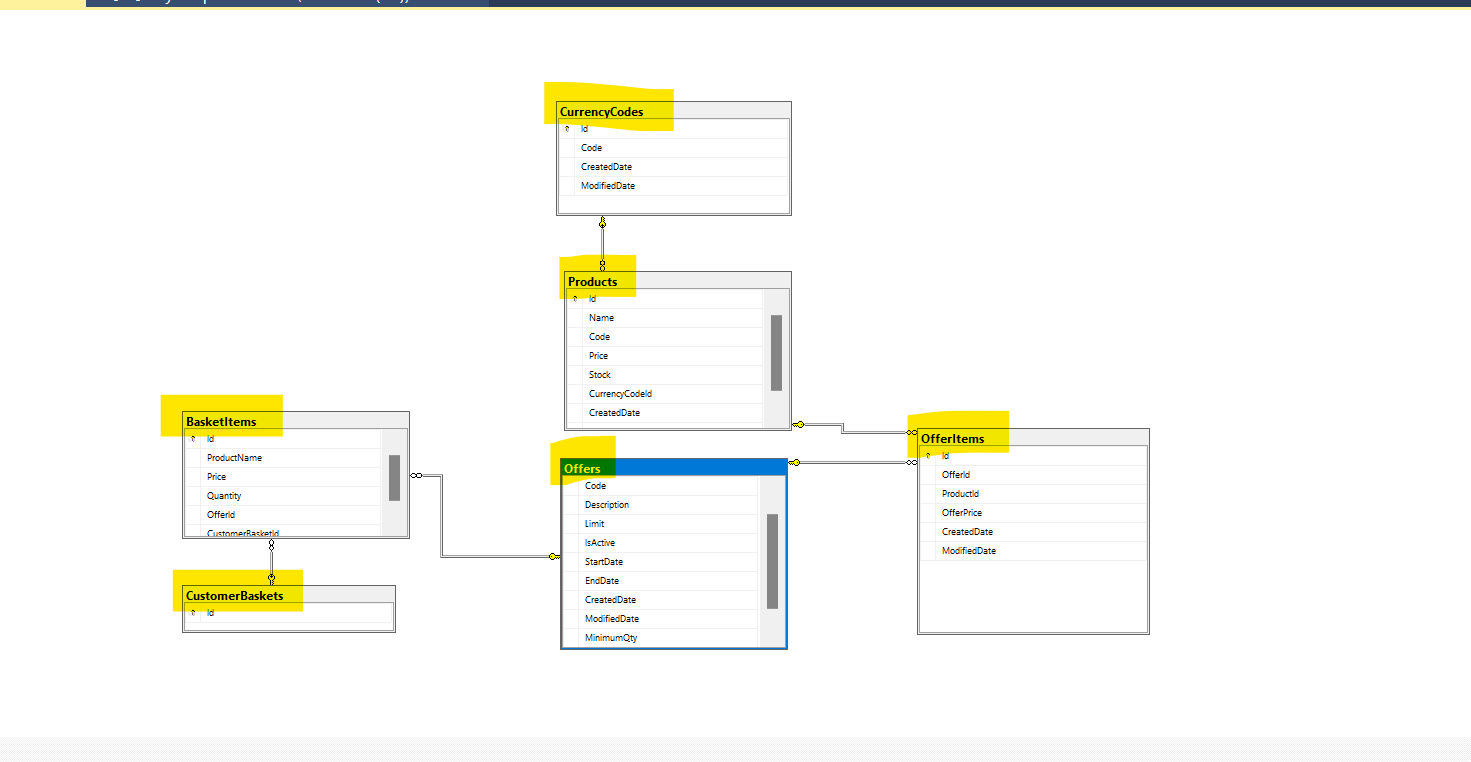 CurrencyCodes
Id
Code
CreatedDate
ModifiedDate
Products
Id
Name
Code
Price
Stock
CurrencyCodeId
CreatedDate
BasketItems
Id
ProductName
Price
Quantity
OfferId
CustomerBasketId
CustomerBaskets
Id
Offers
Code
Description
Limit
IsActive
StartDate
EndDate
CreatedDate
ModifiedDate
MinimumQty
OfferItems
Id
OfferId
ProductId
OfferPrice
CreatedDate
ModifiedDate